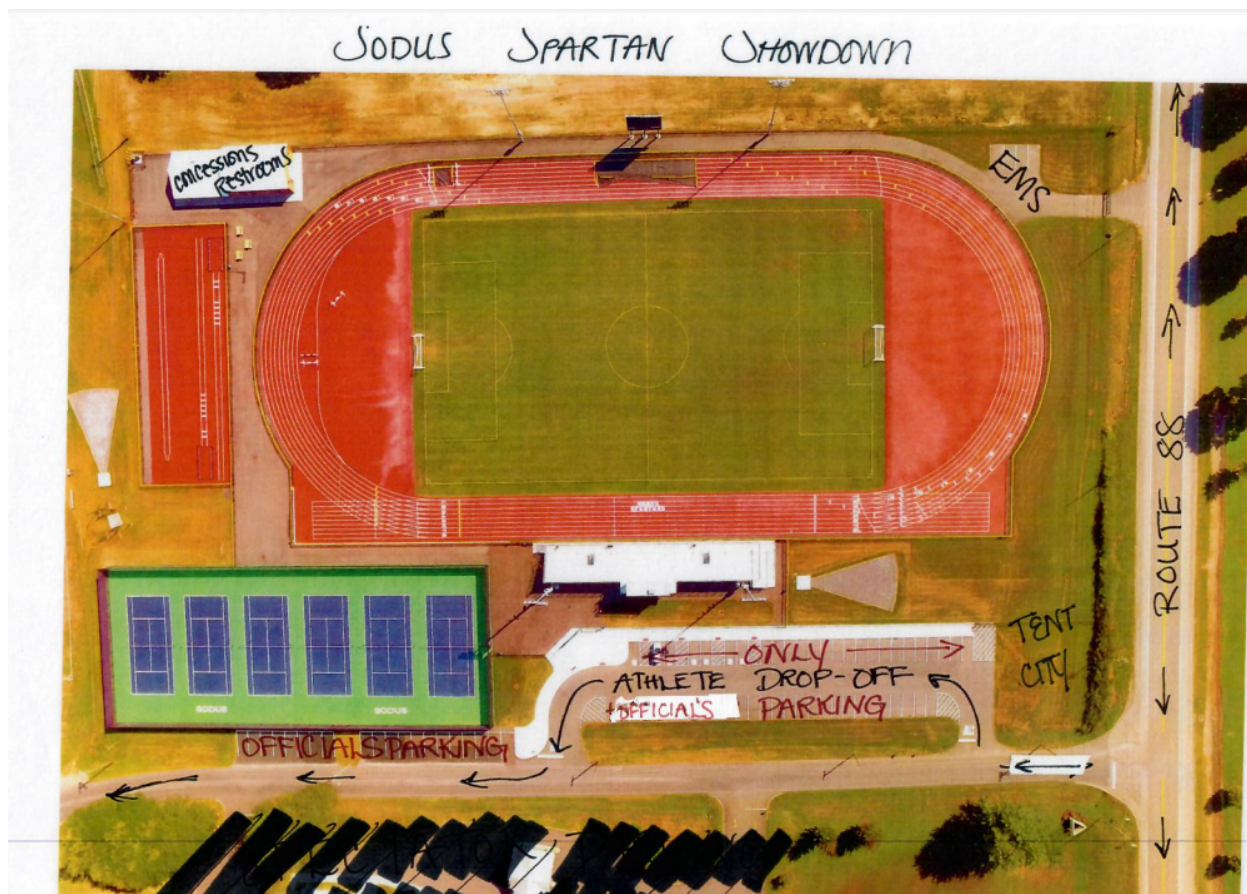 SODUS SPARTAN SHOWDOWN
CONCESSIONS
RESTROOMS
EMS
ROUTE 88
TENT
CITY
ONLY
ATHLETE DROP-OFF
+ OFFICIAL'S PARKING
SODUS SODUS
OFFICIALS PARKING